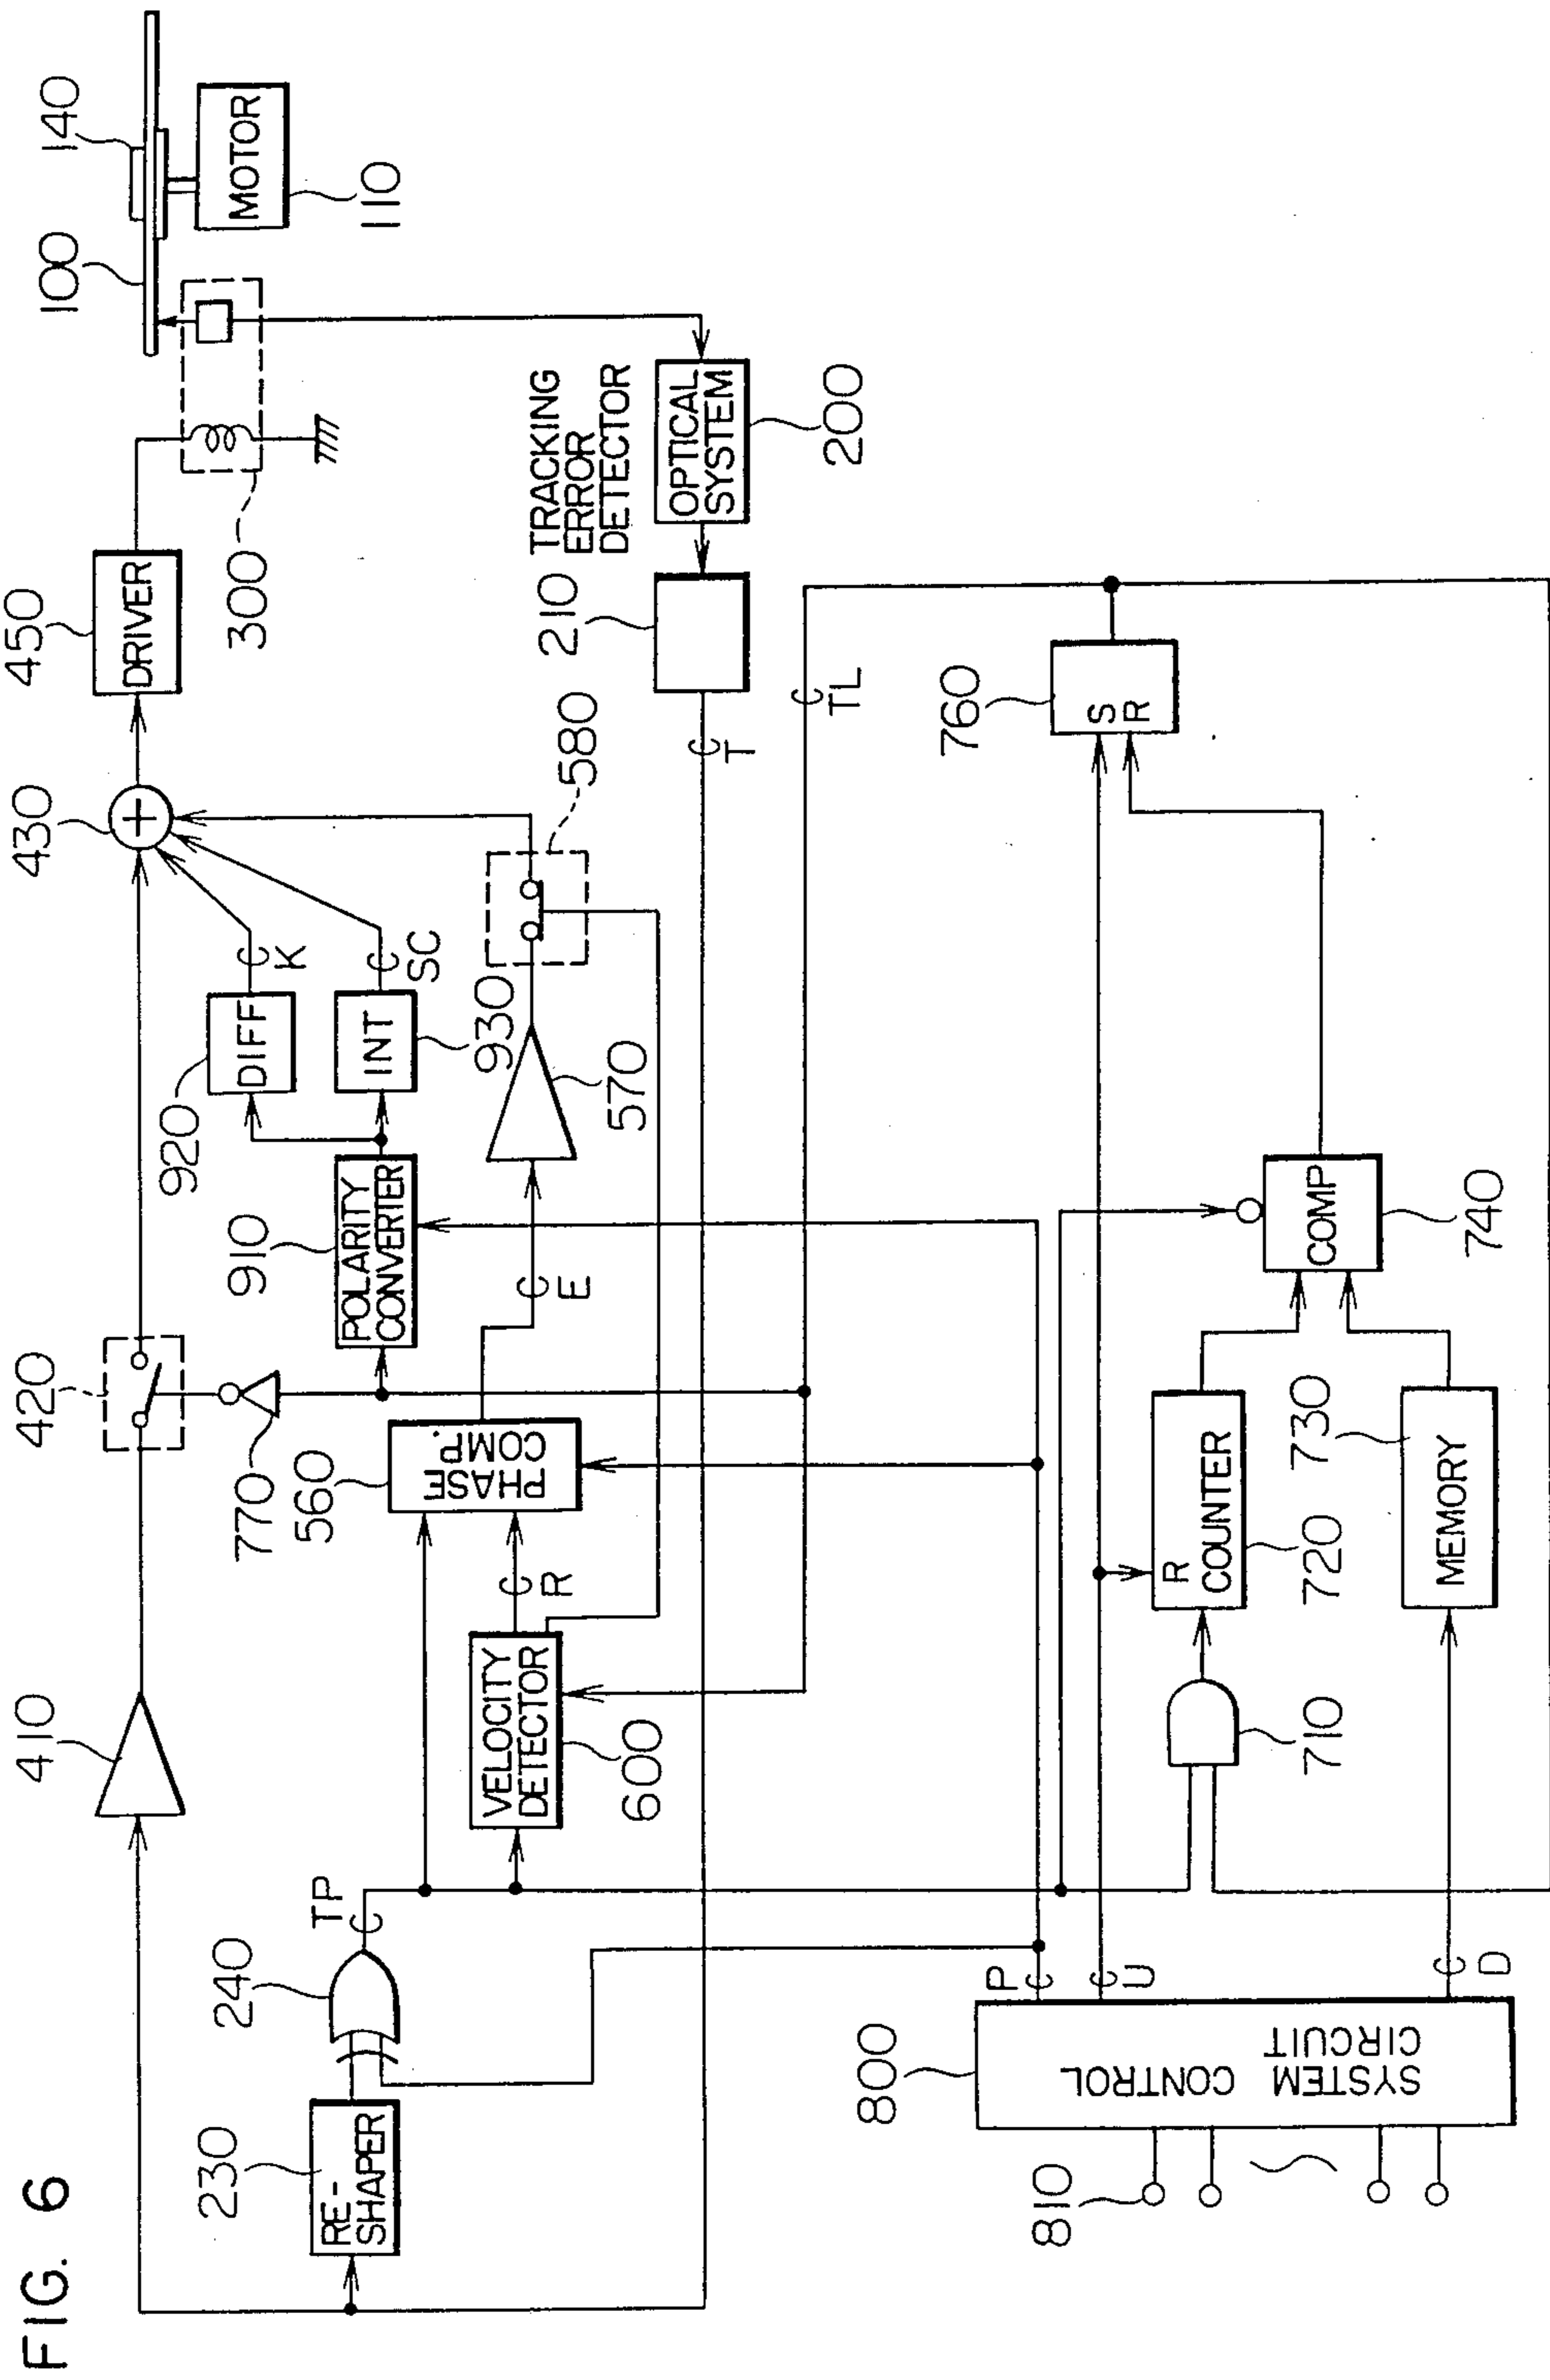 FIG. 6
410
420
430
450
DRIVER
100
140
MOTOR
110
300
770
910
POLARITY
CONVERTER
920
DIFF
K
INT
SC
930
570
580
E
560
PHASE
COMP.
230
RE-
SHAPER
240
TP
VELOCITY
DETECTOR
600
R
TRACKING
ERROR
DETECTOR
210
T
OPTICAL
SYSTEM
200
TL
800
SYSTEM CONTROL
CIRCUIT
810
P
U
D
710
R
COUNTER
720
730
MEMORY
COMP
740
760
S
R